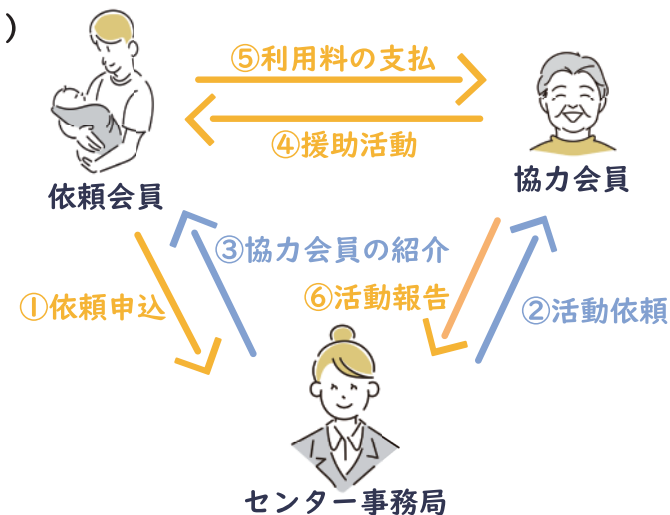 )
⑤利用料の支払
④援助活動
依頼会員
協力会員
③協力会員の紹介
①依頼申込
⑥活動報告
②活動依頼
センター事務局